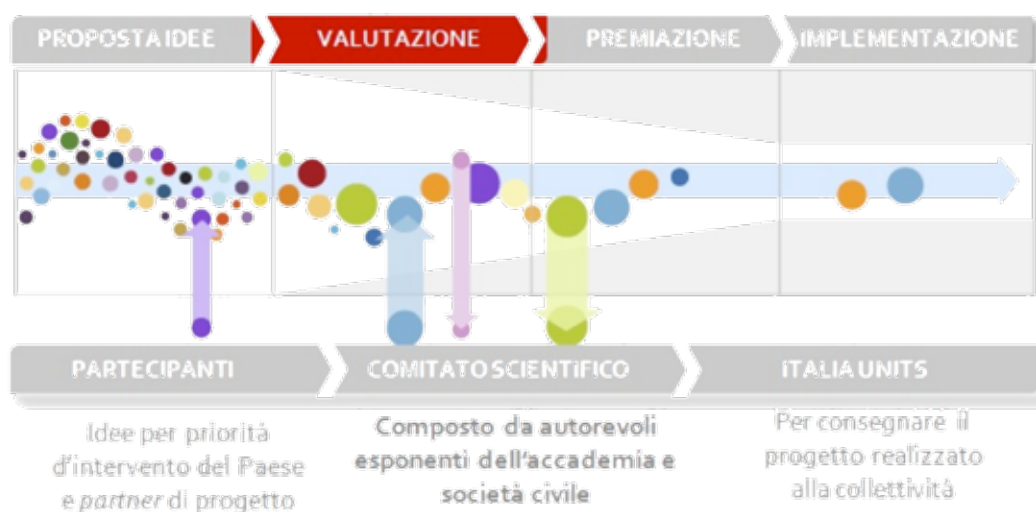 PROPOSTA IDEE
VALUTAZIONE
PREMIAZIONE
IMPLEMENTAZIONE
PARTECIPANTI
COMITATO SCIENTIFICO
ITALIA UNITS
Idee per priorità
d'intervento del Paese
e partner di progetto
Composto da autorevoli
esponenti dell'accademia e
società civile
Per consegnare il
progetto realizzato
alla collettività